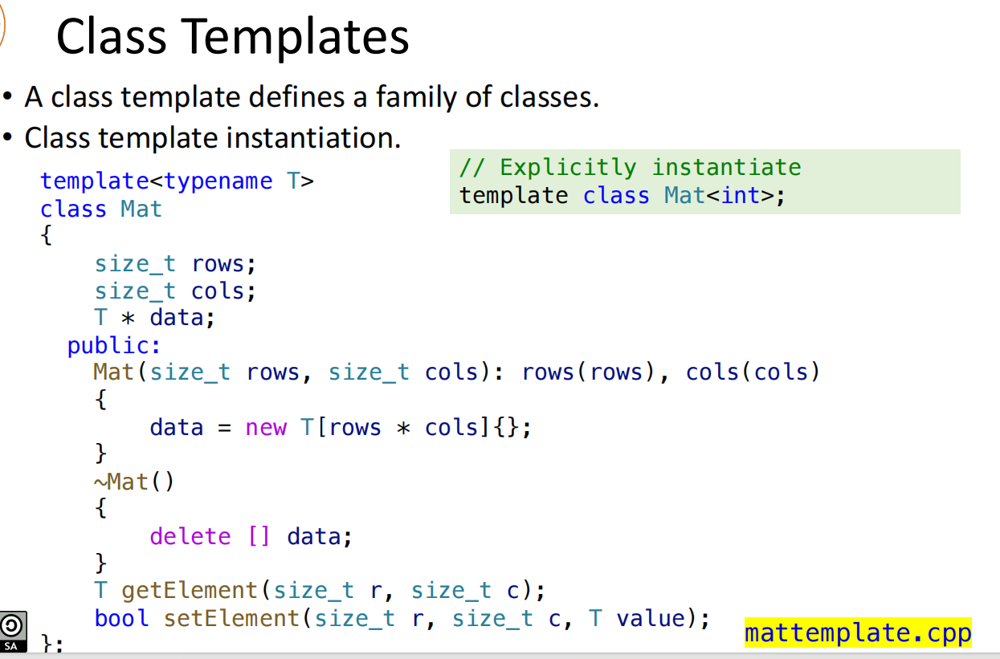 Class Templates
• A class template defines a family of classes.
• Class template instantiation.
// Explicitly instantiate
template class Mat<int>;
template<typename T>
class Mat
{
    size_t rows;
    size_t cols;
    T * data;
  public:
    Mat(size_t rows, size_t cols): rows(rows), cols(cols)
    {
        data = new T[rows * cols]{};
    }
    ~Mat()
    {
        delete [] data;
    }
    T getElement(size_t r, size_t c);
    bool setElement(size_t r, size_t c, T value);
};
mattemplate.cpp
SA